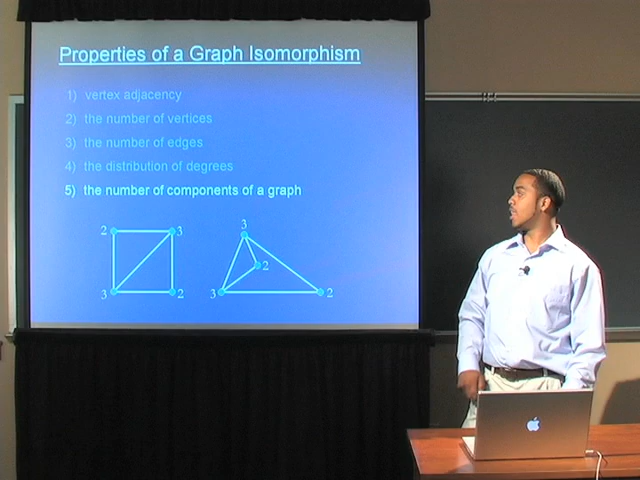 Properties of a Graph Isomorphism
1) vertex adjacency
2) the number of vertices
3) the number of edges
4) the distribution of degrees
5) the number of components of a graph
2 3 3
2
3 2 3 2